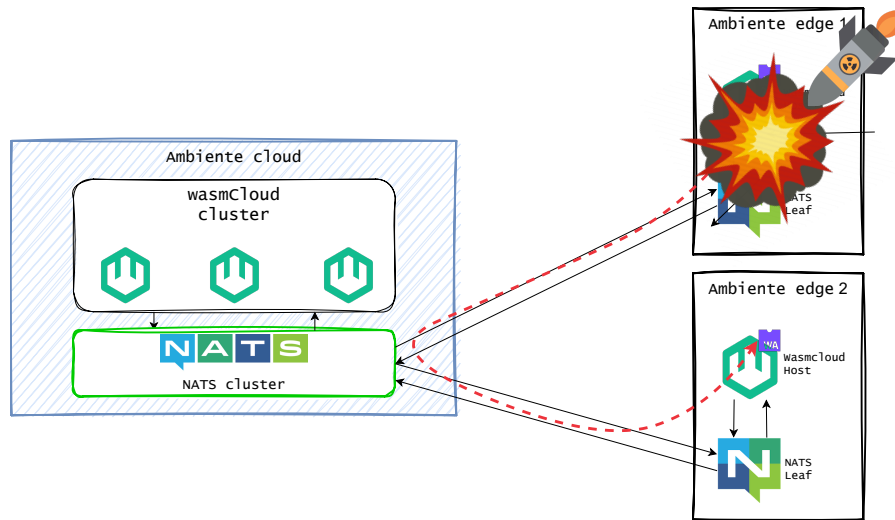 Ambiente edge 1
Ambiente cloud
wasmCloud
cluster
NATS
NATS cluster
NATS
Leaf
Ambiente edge 2
WA
Wasmcloud
Host
N
NATS
Leaf